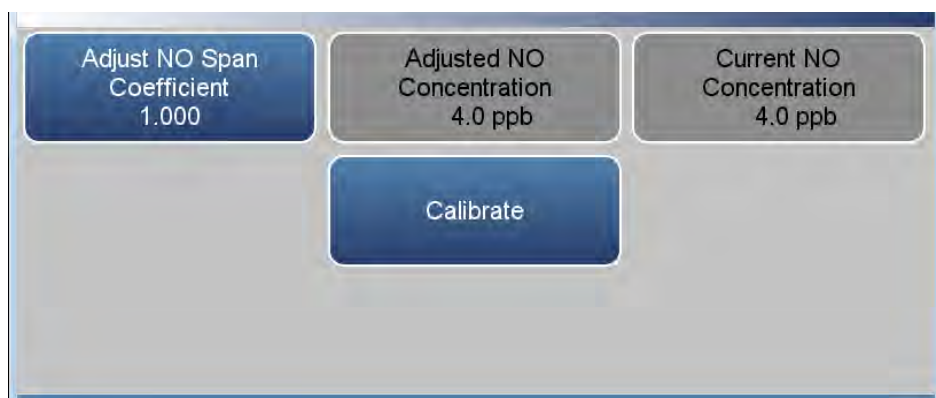 Adjust NO Span
Coefficient
1.000
Adjusted NO
Concentration
4.0 ppb
Current NO
Concentration
4.0 ppb
Calibrate